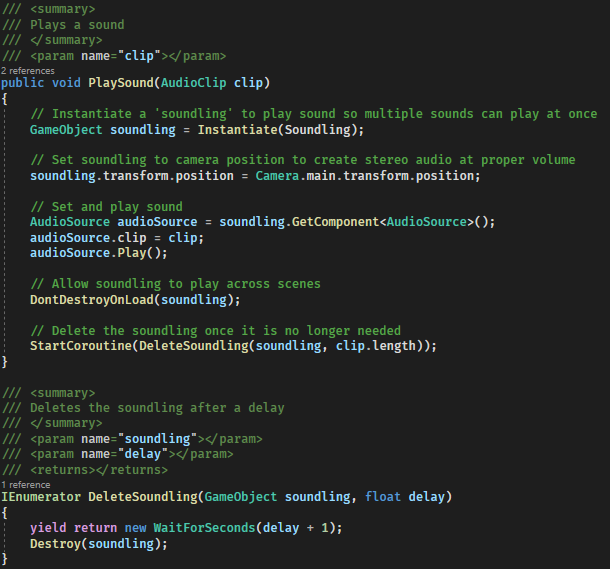 /// <summary>
/// Plays a sound
/// </summary>
/// <param name="clip"></param>
2 references
public void PlaySound(AudioClip clip)
{
// Instantiate a 'soundling' to play sound so multiple sounds can play at once
GameObject soundling = Instantiate(Soundling);
// Set soundling to camera position to create stereo audio at proper volume
soundling.transform.position = Camera.main.transform.position;
// Set and play sound
AudioSource audioSource = soundling.GetComponent<AudioSource>();
audioSource.clip = clip;
audioSource.Play();
// Allow soundling to play across scenes
DontDestroyOnLoad(soundling);
// Delete the soundling once it is no longer needed
StartCoroutine(DeleteSoundling(soundling, clip.length));
}
/// <summary>
/// Deletes the soundling after a delay
/// </summary>
/// <param name="soundling"></param>
/// <param name="delay"></param>
/// <returns></returns>
1 reference
IEnumerator DeleteSoundling(GameObject soundling, float delay)
{
yield return new WaitForSeconds(delay + 1);
Destroy(soundling);
}